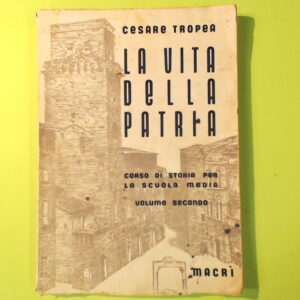 CESARE TROPEA
LA VITA
DELLA
PATRIA
CORSO DI STORIA PER
LA SCUOLA MEDIA
VOLUME SECONDO
MACRÌ